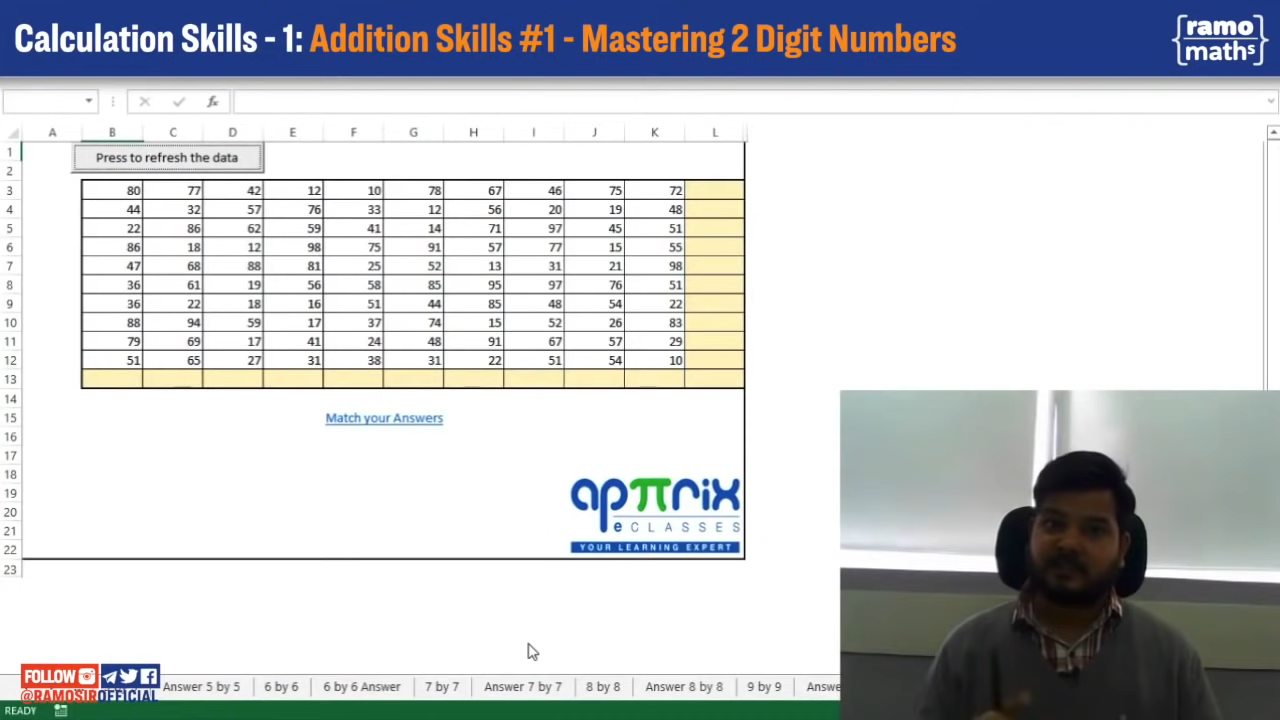 Calculation Skills - 1: Addition Skills #1 - Mastering 2 Digit Numbers
ramo
maths
fx
A B C D E F G H I J K L
1 Press to refresh the data
2
3 80 77 42 12 10 78 67 46 75 72
4 44 32 57 76 33 12 56 20 19 48
5 22 86 62 59 41 14 71 97 45 51
6 86 18 12 98 75 91 57 77 15 55
7 47 68 88 81 25 52 13 31 21 98
8 36 61 19 56 58 85 95 97 76 51
9 36 22 18 16 51 44 85 48 54 22
10 88 94 59 17 37 74 15 52 26 83
11 79 69 17 41 24 48 91 67 57 29
12 51 65 27 31 38 31 22 51 54 10
13
14
15 Match your Answers
16
17
18
19 apπrix
20
21 eCLASSES
22 YOUR LEARNING EXPERT
23
FOLLOW
@RAMOSIROFFICIAL
Answer 5 by 5 6 by 6 6 by 6 Answer 7 by 7 Answer 7 by 7 8 by 8 Answer 8 by 8 9 by 9 Answe
READY